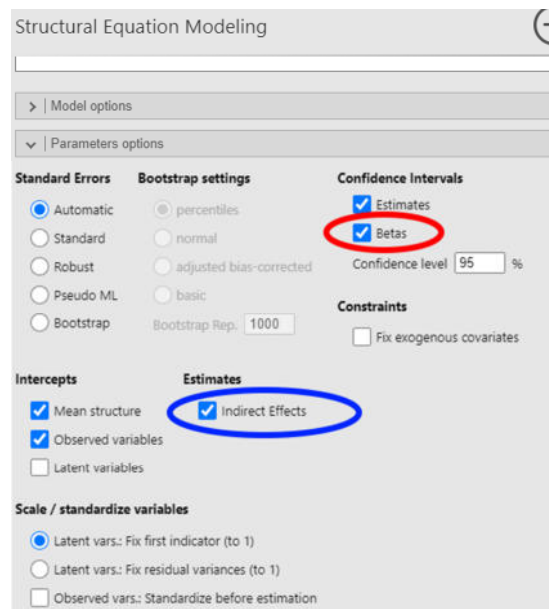 Structural Equation Modeling
> | Model options
| Parameters options
Standard Errors Bootstrap settings Confidence Intervals
Automatic percentiles Estimates
Standard normal Betas
Robust adjusted bias-corrected Confidence level 95 %
Pseudo ML basic Constraints
Bootstrap Bootstrap Rep. 1000 Fix exogenous covariates
Intercepts Estimates
Mean structure Indirect Effects
Observed variables
Latent variables
Scale / standardize variables
Latent vars.: Fix first indicator (to 1)
Latent vars.: Fix residual variances (to 1)
Observed vars.: Standardize before estimation